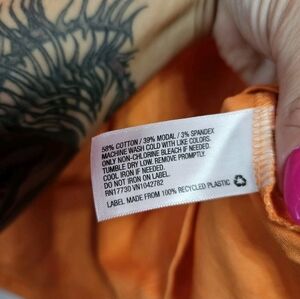 58% COTTON / 39% MODAL / 3% SPANDEX
MACHINE WASH COLD WITH LIKE COLORS.
ONLY NON-CHLORINE BLEACH IF NEEDED.
TUMBLE DRY LOW. REMOVE PROMPTLY.
COOL IRON IF NEEDED.
DO NOT IRON ON LABEL.
RN17730 VN1042782
LABEL MADE FROM 100% RECYCLED PLASTIC